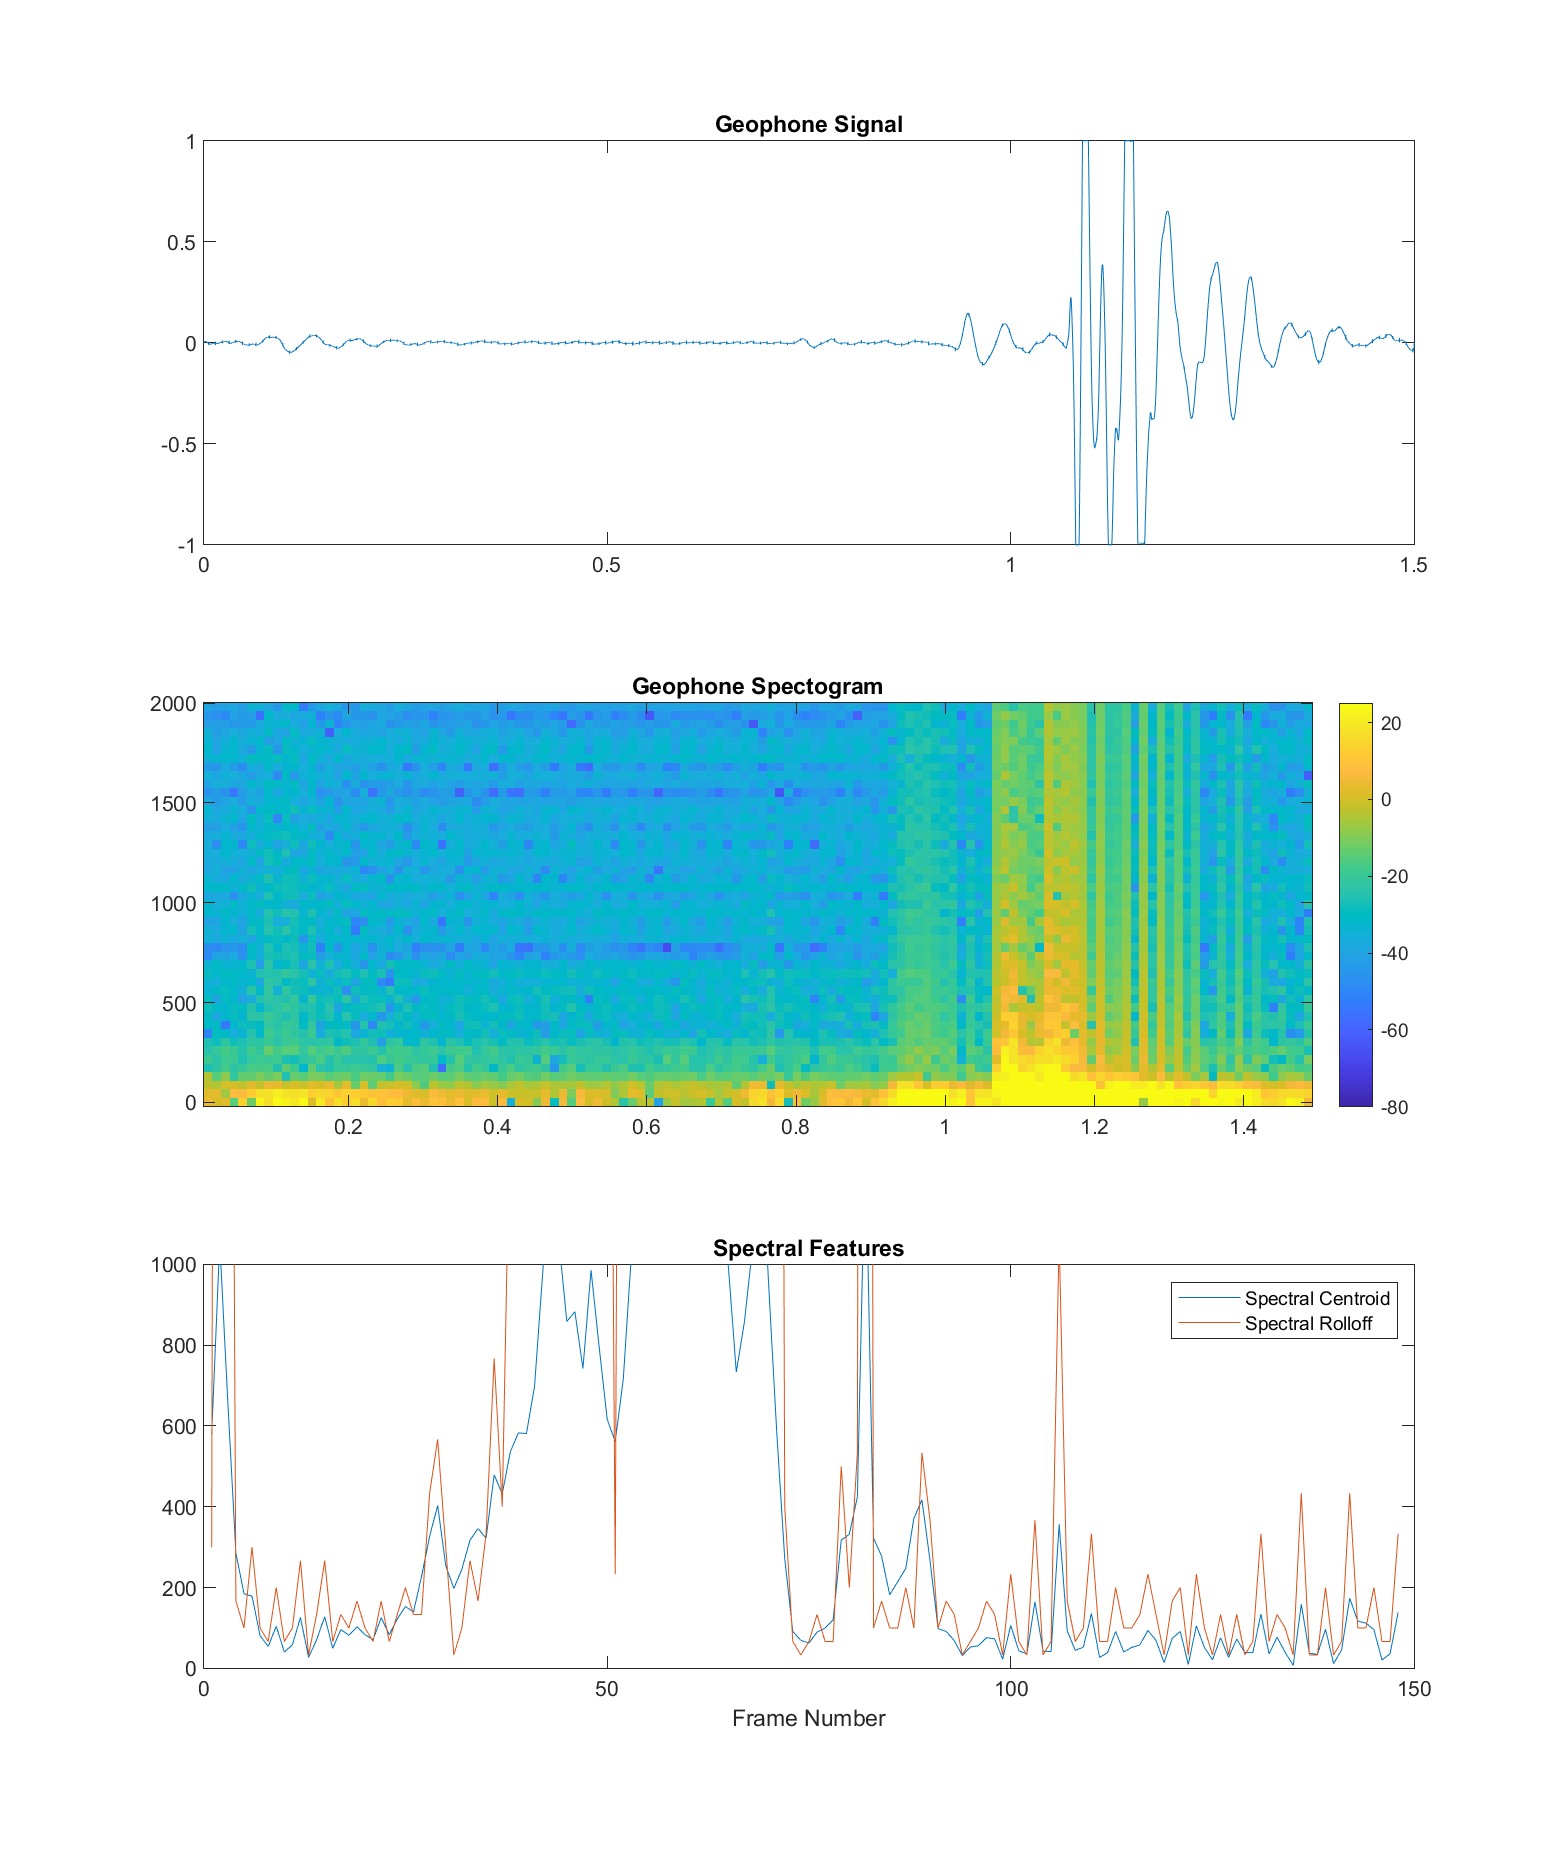 Geophone Signal
1
0.5
0
-0.5
-1
0 0.5 1 1.5
Geophone Spectogram
2000
1500
1000
500
0
0.2 0.4 0.6 0.8 1 1.2 1.4
20
0
-20
-40
-60
-80
Spectral Features
1000
800
600
400
200
0
Spectral Centroid
Spectral Rolloff
0 50 100 150
Frame Number